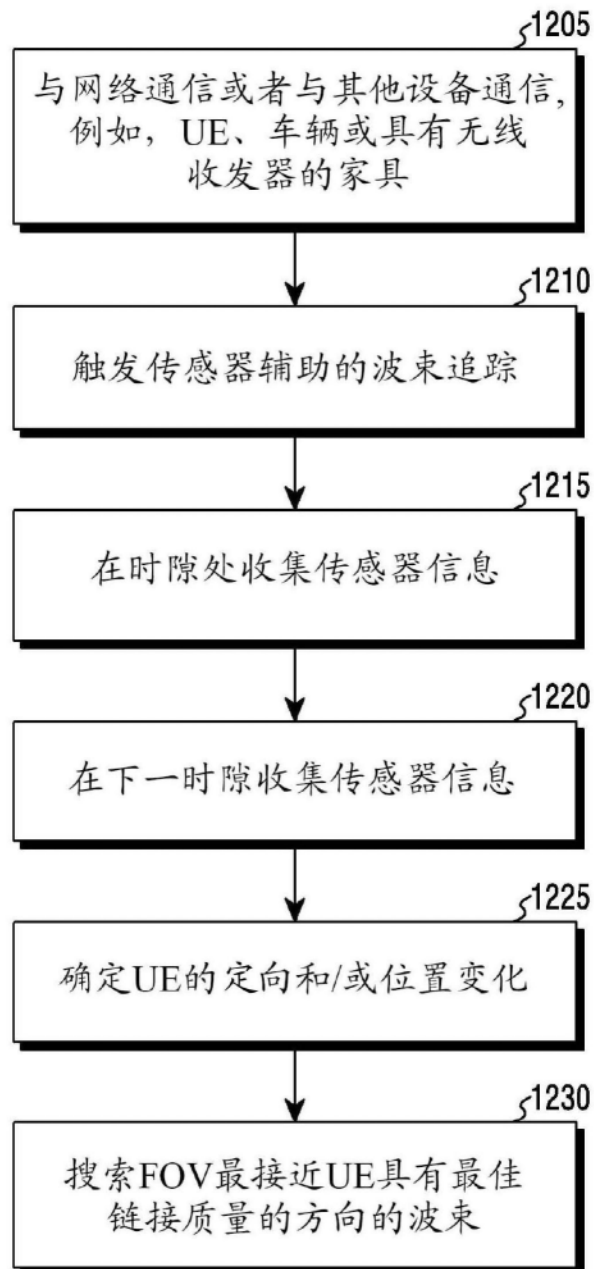 1205
与网络通信或者与其他设备通信,
例如，UE、车辆或具有无线
收发器的家具
1210
触发传感器辅助的波束追踪
1215
在时隙处收集传感器信息
1220
在下一时隙收集传感器信息
1225
确定UE的定向和/或位置变化
1230
搜索FOV最接近UE具有最佳
链接质量的方向的波束